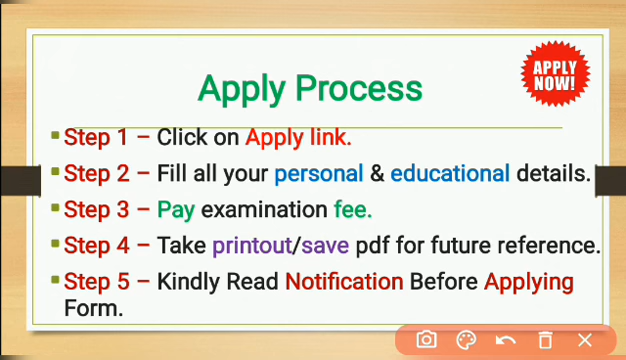 Apply Process
APPLY
NOW!
Step 1 – Click on Apply link.
Step 2 – Fill all your personal & educational details.
Step 3 – Pay examination fee.
Step 4 – Take printout/save pdf for future reference.
Step 5 – Kindly Read Notification Before Applying
Form.